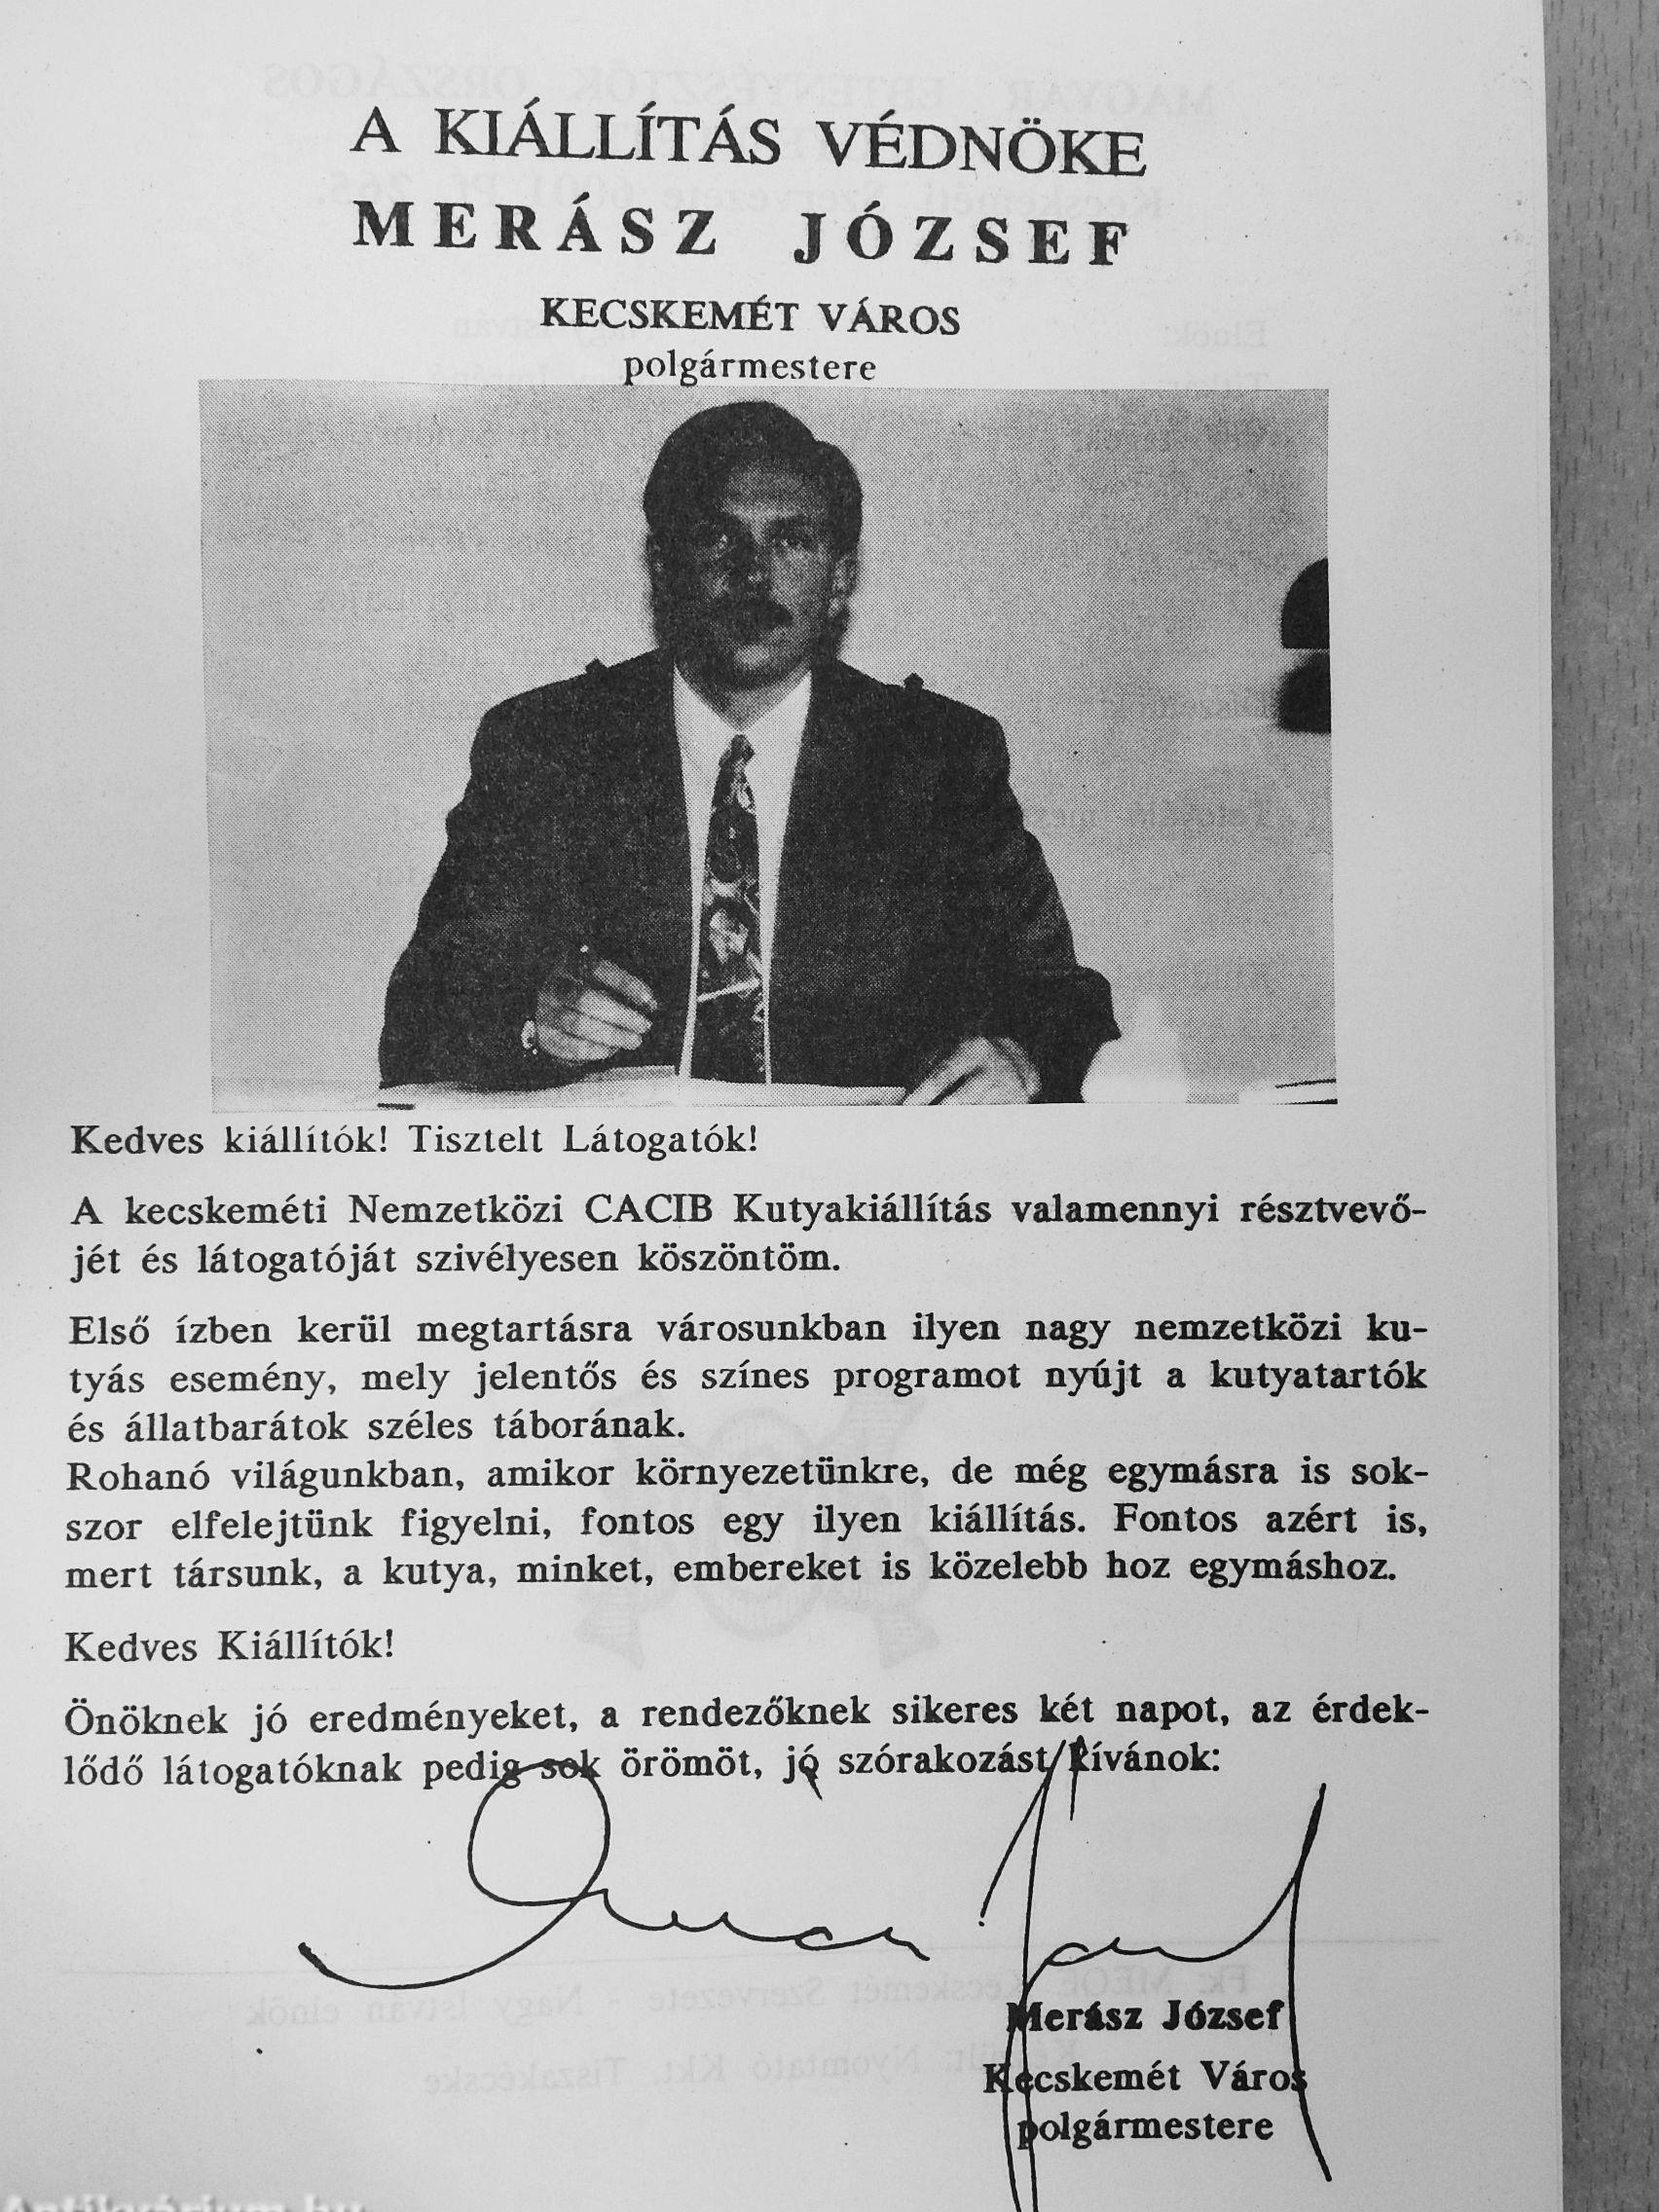 A KIÁLLÍTÁS VÉDNÖKE
MERÁSZ JÓZSEF
KECSKEMÉT VÁROS
polgármestere
Kedves kiállítók! Tisztelt Látogatók!
A kecskeméti Nemzetközi CACIB Kutyakiállítás valamennyi résztvevő-
jét és látogatóját szivélyesen köszöntöm.
Első ízben kerül megtartásra városunkban ilyen nagy nemzetközi ku-
tyás esemény, mely jelentős és színes programot nyújt a kutyatartók
és állatbarátok széles táborának.
Rohanó világunkban, amikor környezetünkre, de még egymásra is sok-
szor elfelejtünk figyelni, fontos egy ilyen kiállítás. Fontos azért is,
mert társunk, a kutya, minket, embereket is közelebb hoz egymáshoz.
Kedves Kiállítók!
Önöknek jó eredményeket, a rendezőknek sikeres két napot, az érdek-
lődő látogatóknak pedig sok örömöt, jó szórakozást kívánok:
Merász József
Kecskemét Város
polgármestere